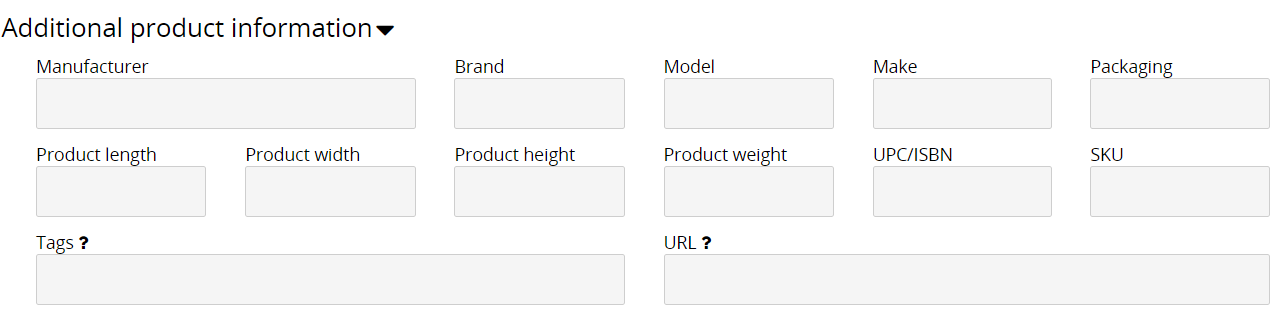 Additional product information
Manufacturer Brand Model Make Packaging
Product length Product width Product height Product weight UPC/ISBN SKU
Tags ? URL ?